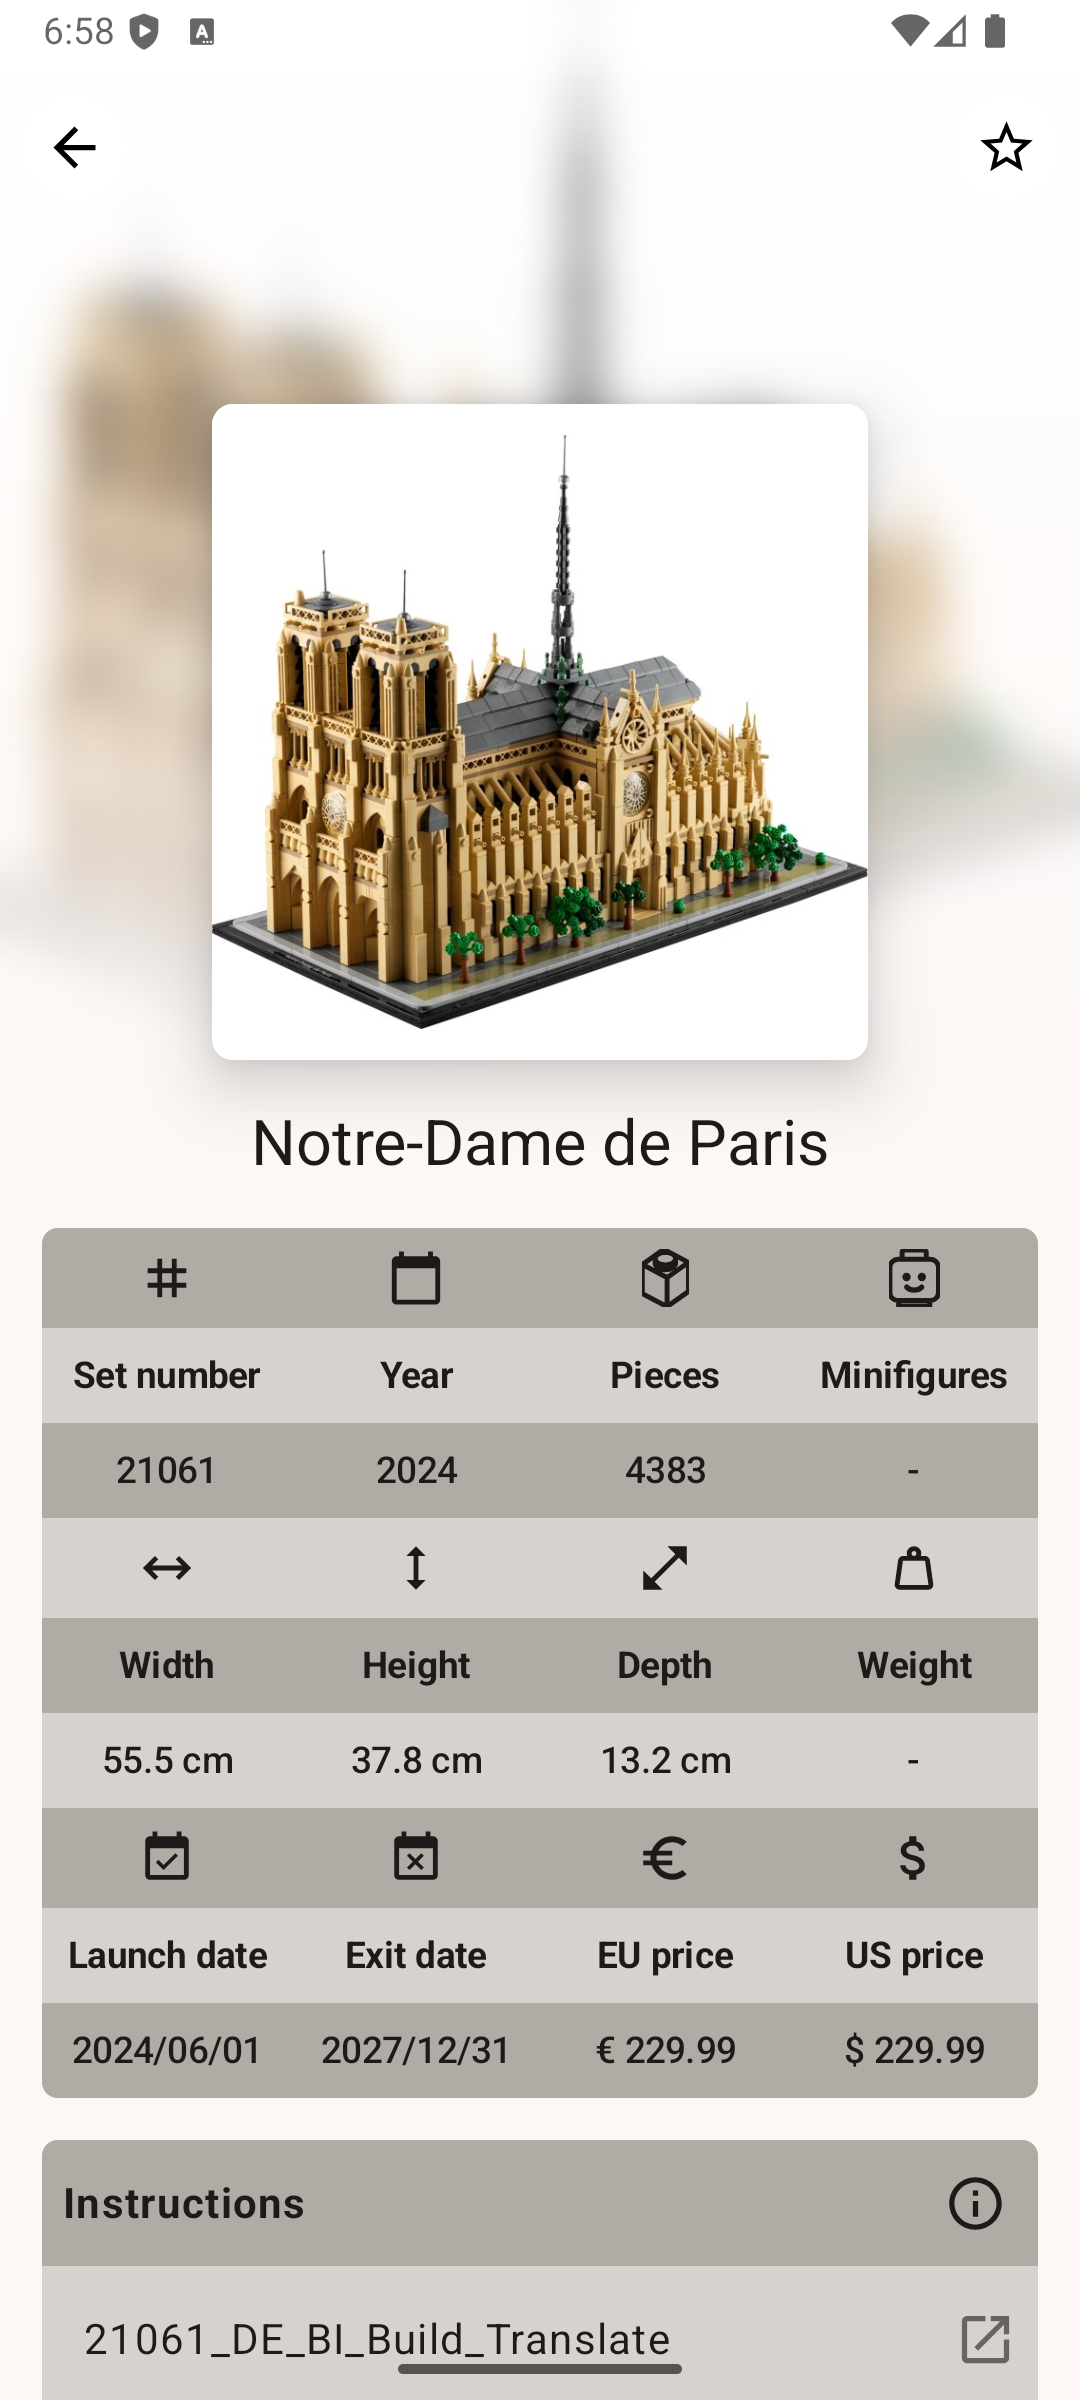 6:58
Notre-Dame de Paris
Set number Year Pieces Minifigures
21061 2024 4383 -
Width Height Depth Weight
55.5 cm 37.8 cm 13.2 cm -
Launch date Exit date EU price US price
2024/06/01 2027/12/31 € 229.99 $ 229.99
Instructions
21061_DE_BI_Build_Translate